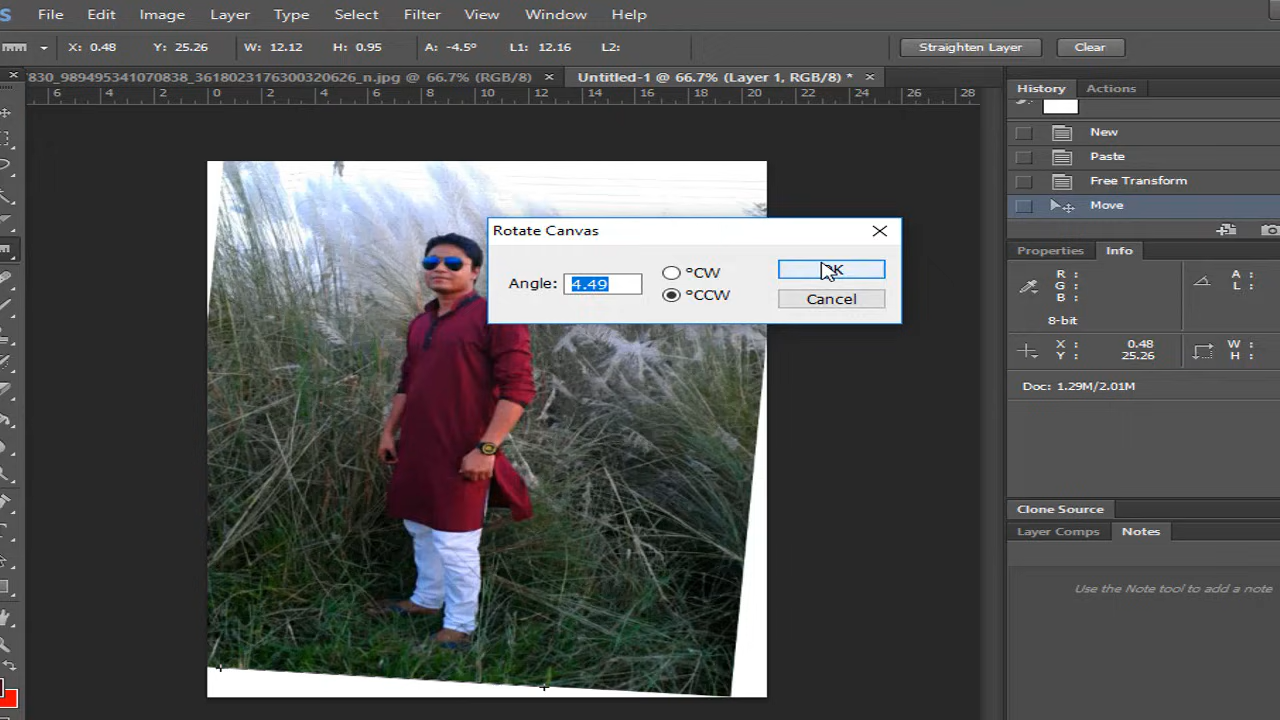 File Edit Image Layer Type Select Filter View Window Help
X: 0.48 Y: 25.26 W: 12.12 H: 0.95 A: -4.5° L1: 12.16 L2: Straighten Layer Clear
830_989495341070838_3618023176300320626_n.jpg @ 66.7% (RGB/8) × Untitled-1 @ 66.7% (Layer 1, RGB/8) * ×
6 4 2 0 2 4 6 8 10 12 14 16 18 20 22 24 26 28
History Actions
New
Paste
Free Transform
Move
Rotate Canvas
Angle: 4.49 °CW
°CCW
Cancel
Properties Info
R : A :
G : L :
B :
8-bit
X : 0.48 W :
Y : 25.26 H :
Doc: 1.29M/2.01M
Clone Source
Layer Comps Notes
Use the Note tool to add a note